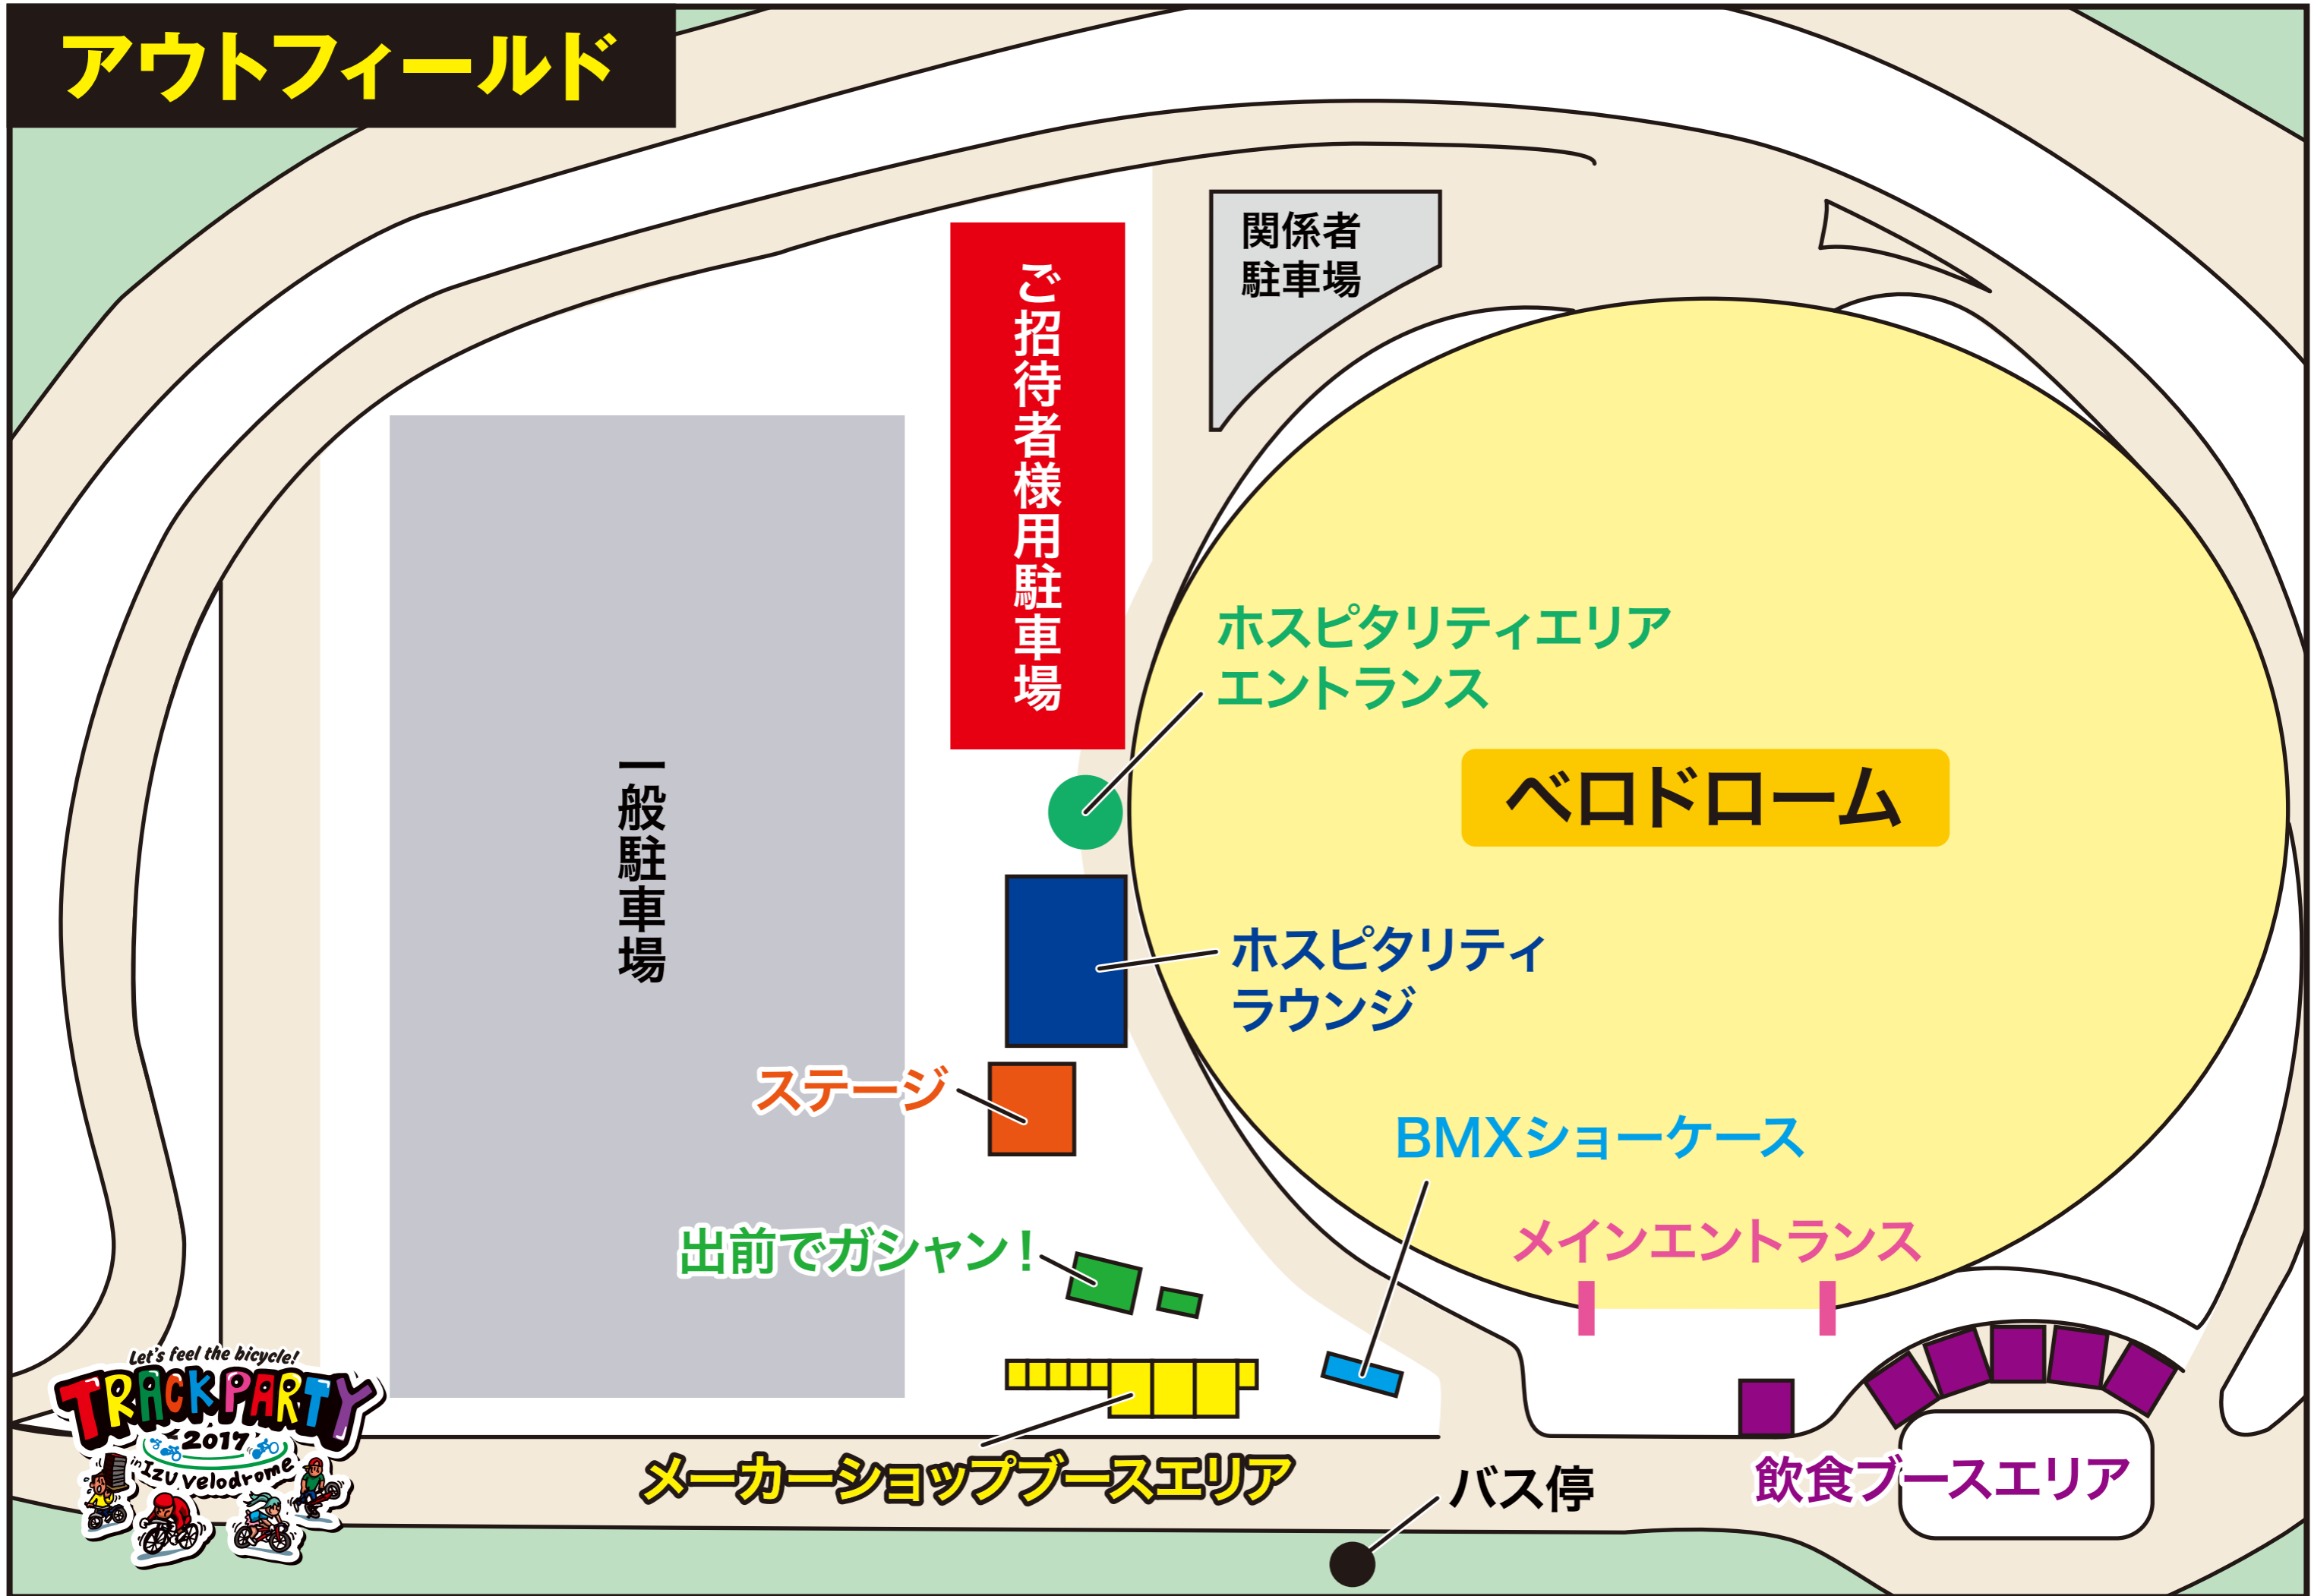 アウトフィールド
関係者
駐車場
ご招待者様用駐車場
ホスピタリティエリア
エントランス
ベロドローム
一般駐車場
ホスピタリティ
ラウンジ
ステージ
BMXショーケース
メインエントランス
出前でガシャン!
メーカーショップブースエリア
バス停
飲食ブースエリア
Let's feel the bicycle!
TRACK PARTY
2017
in Izu Velodrome